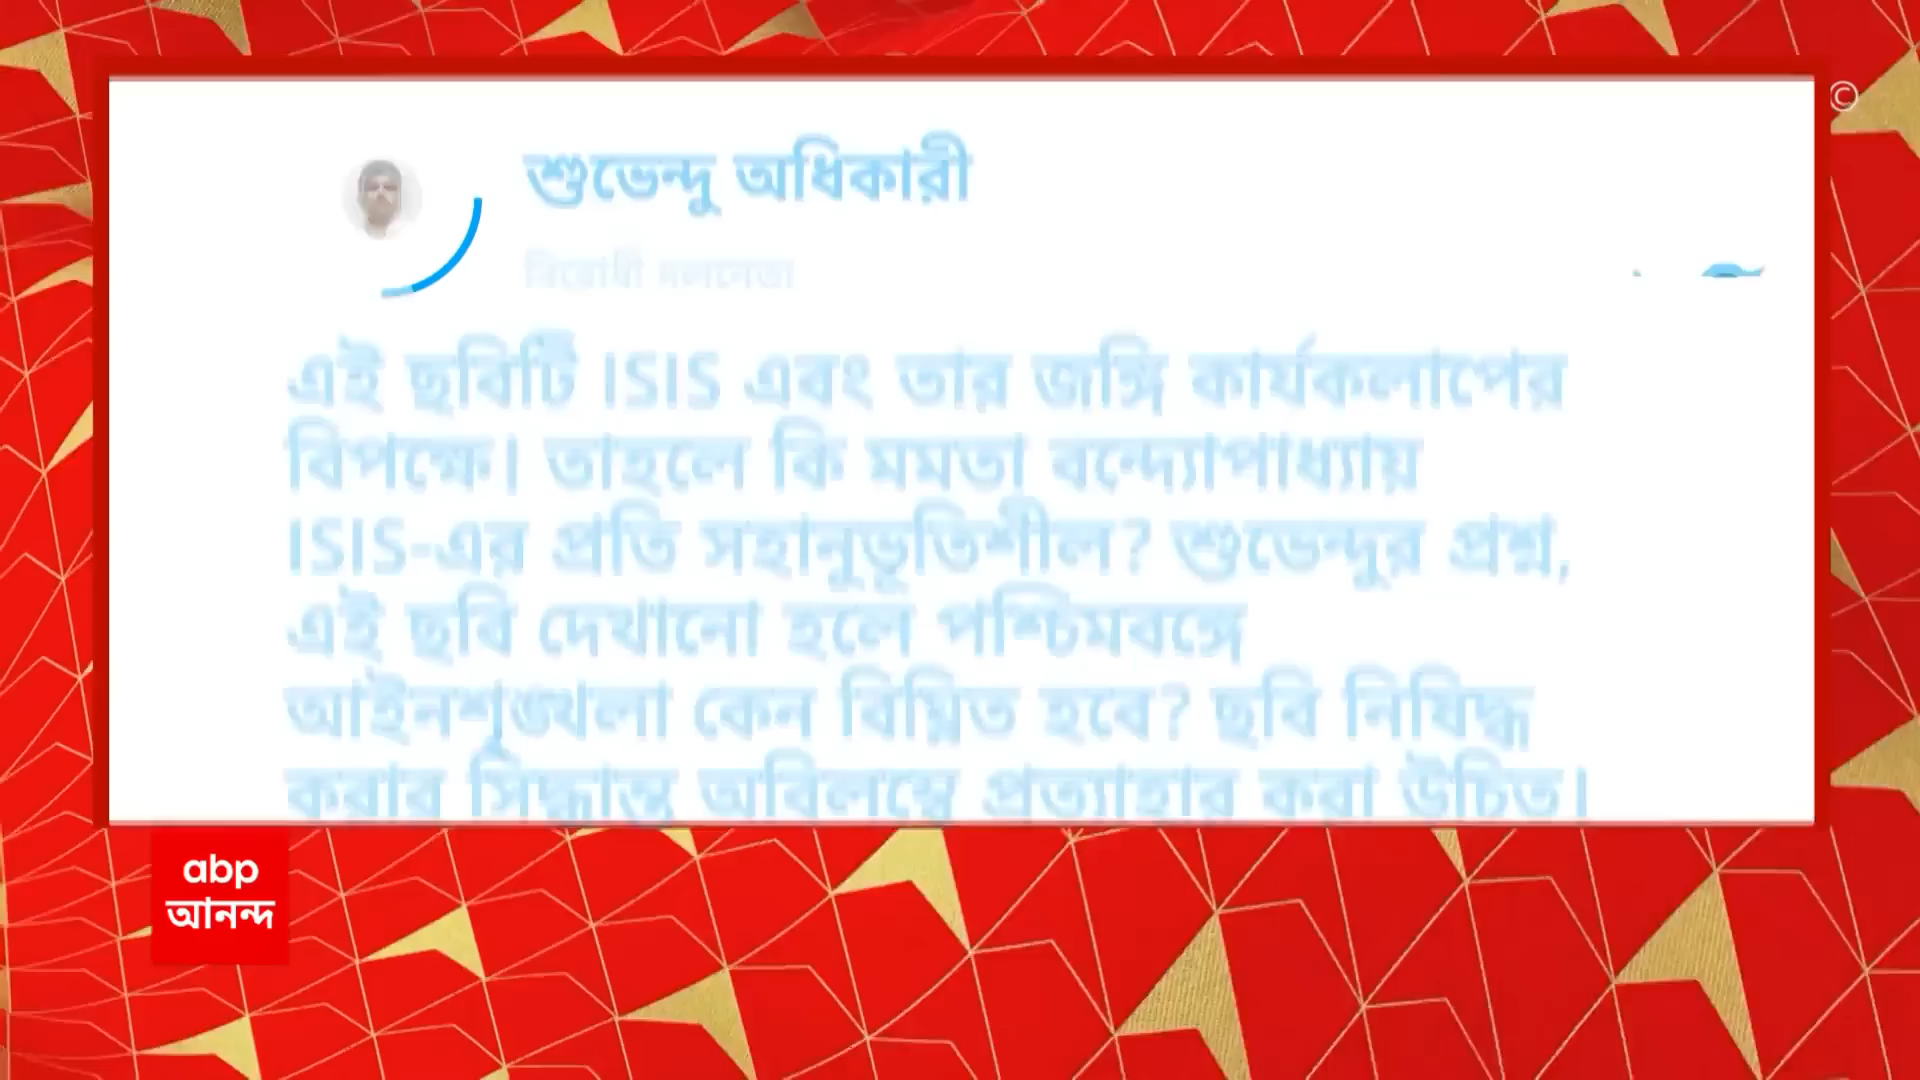 ©
শুভেন্দু অধিকারী
বিরোধী দলনেতা
এই ছবিটি ISIS এবং তার জঙ্গি কার্যকলাপের
বিপক্ষে। তাহলে কি মমতা বন্দ্যোপাধ্যায়
ISIS-এর প্রতি সহানুভূতিশীল? শুভেন্দুর প্রশ্ন,
এই ছবি দেখানো হলে পশ্চিমবঙ্গে
আইনশৃঙ্খলা কেন বিঘ্নিত হবে? ছবি নিষিদ্ধ
করার সিদ্ধান্ত অবিলম্বে প্রত্যাহার করা উচিত।
abp
আনন্দ